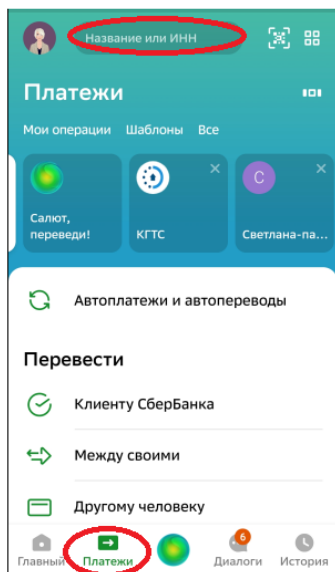 Название или ИНН
Платежи
Мои операции Шаблоны Все
Салют,
переведи!
КГТС
С
Светлана-па...
Автоплатежи и автопереводы
Перевести
Клиенту СберБанка
Между своими
Другому человеку
6
Главный Платежи Диалоги История